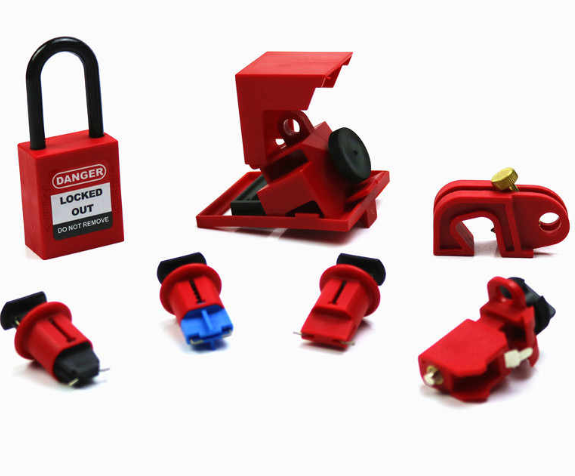 DANGER
LOCKED
OUT
DO NOT REMOVE